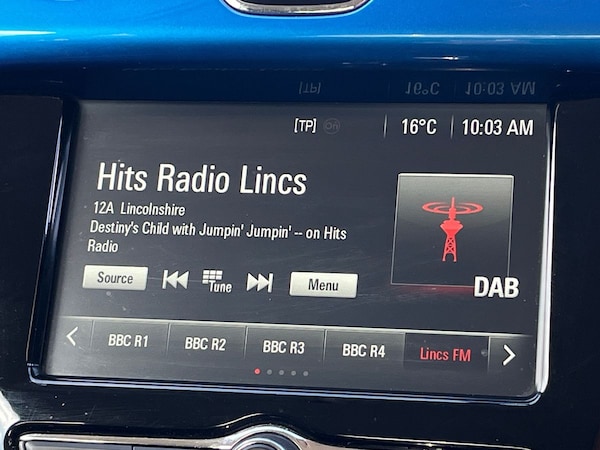 [TP] On 16°C 10:03 AM
Hits Radio Lincs
12A Lincolnshire
Destiny's Child with Jumpin' Jumpin' -- on Hits
Radio
DAB
Source Tune Menu
BBC R1 BBC R2 BBC R3 BBC R4 Lincs FM